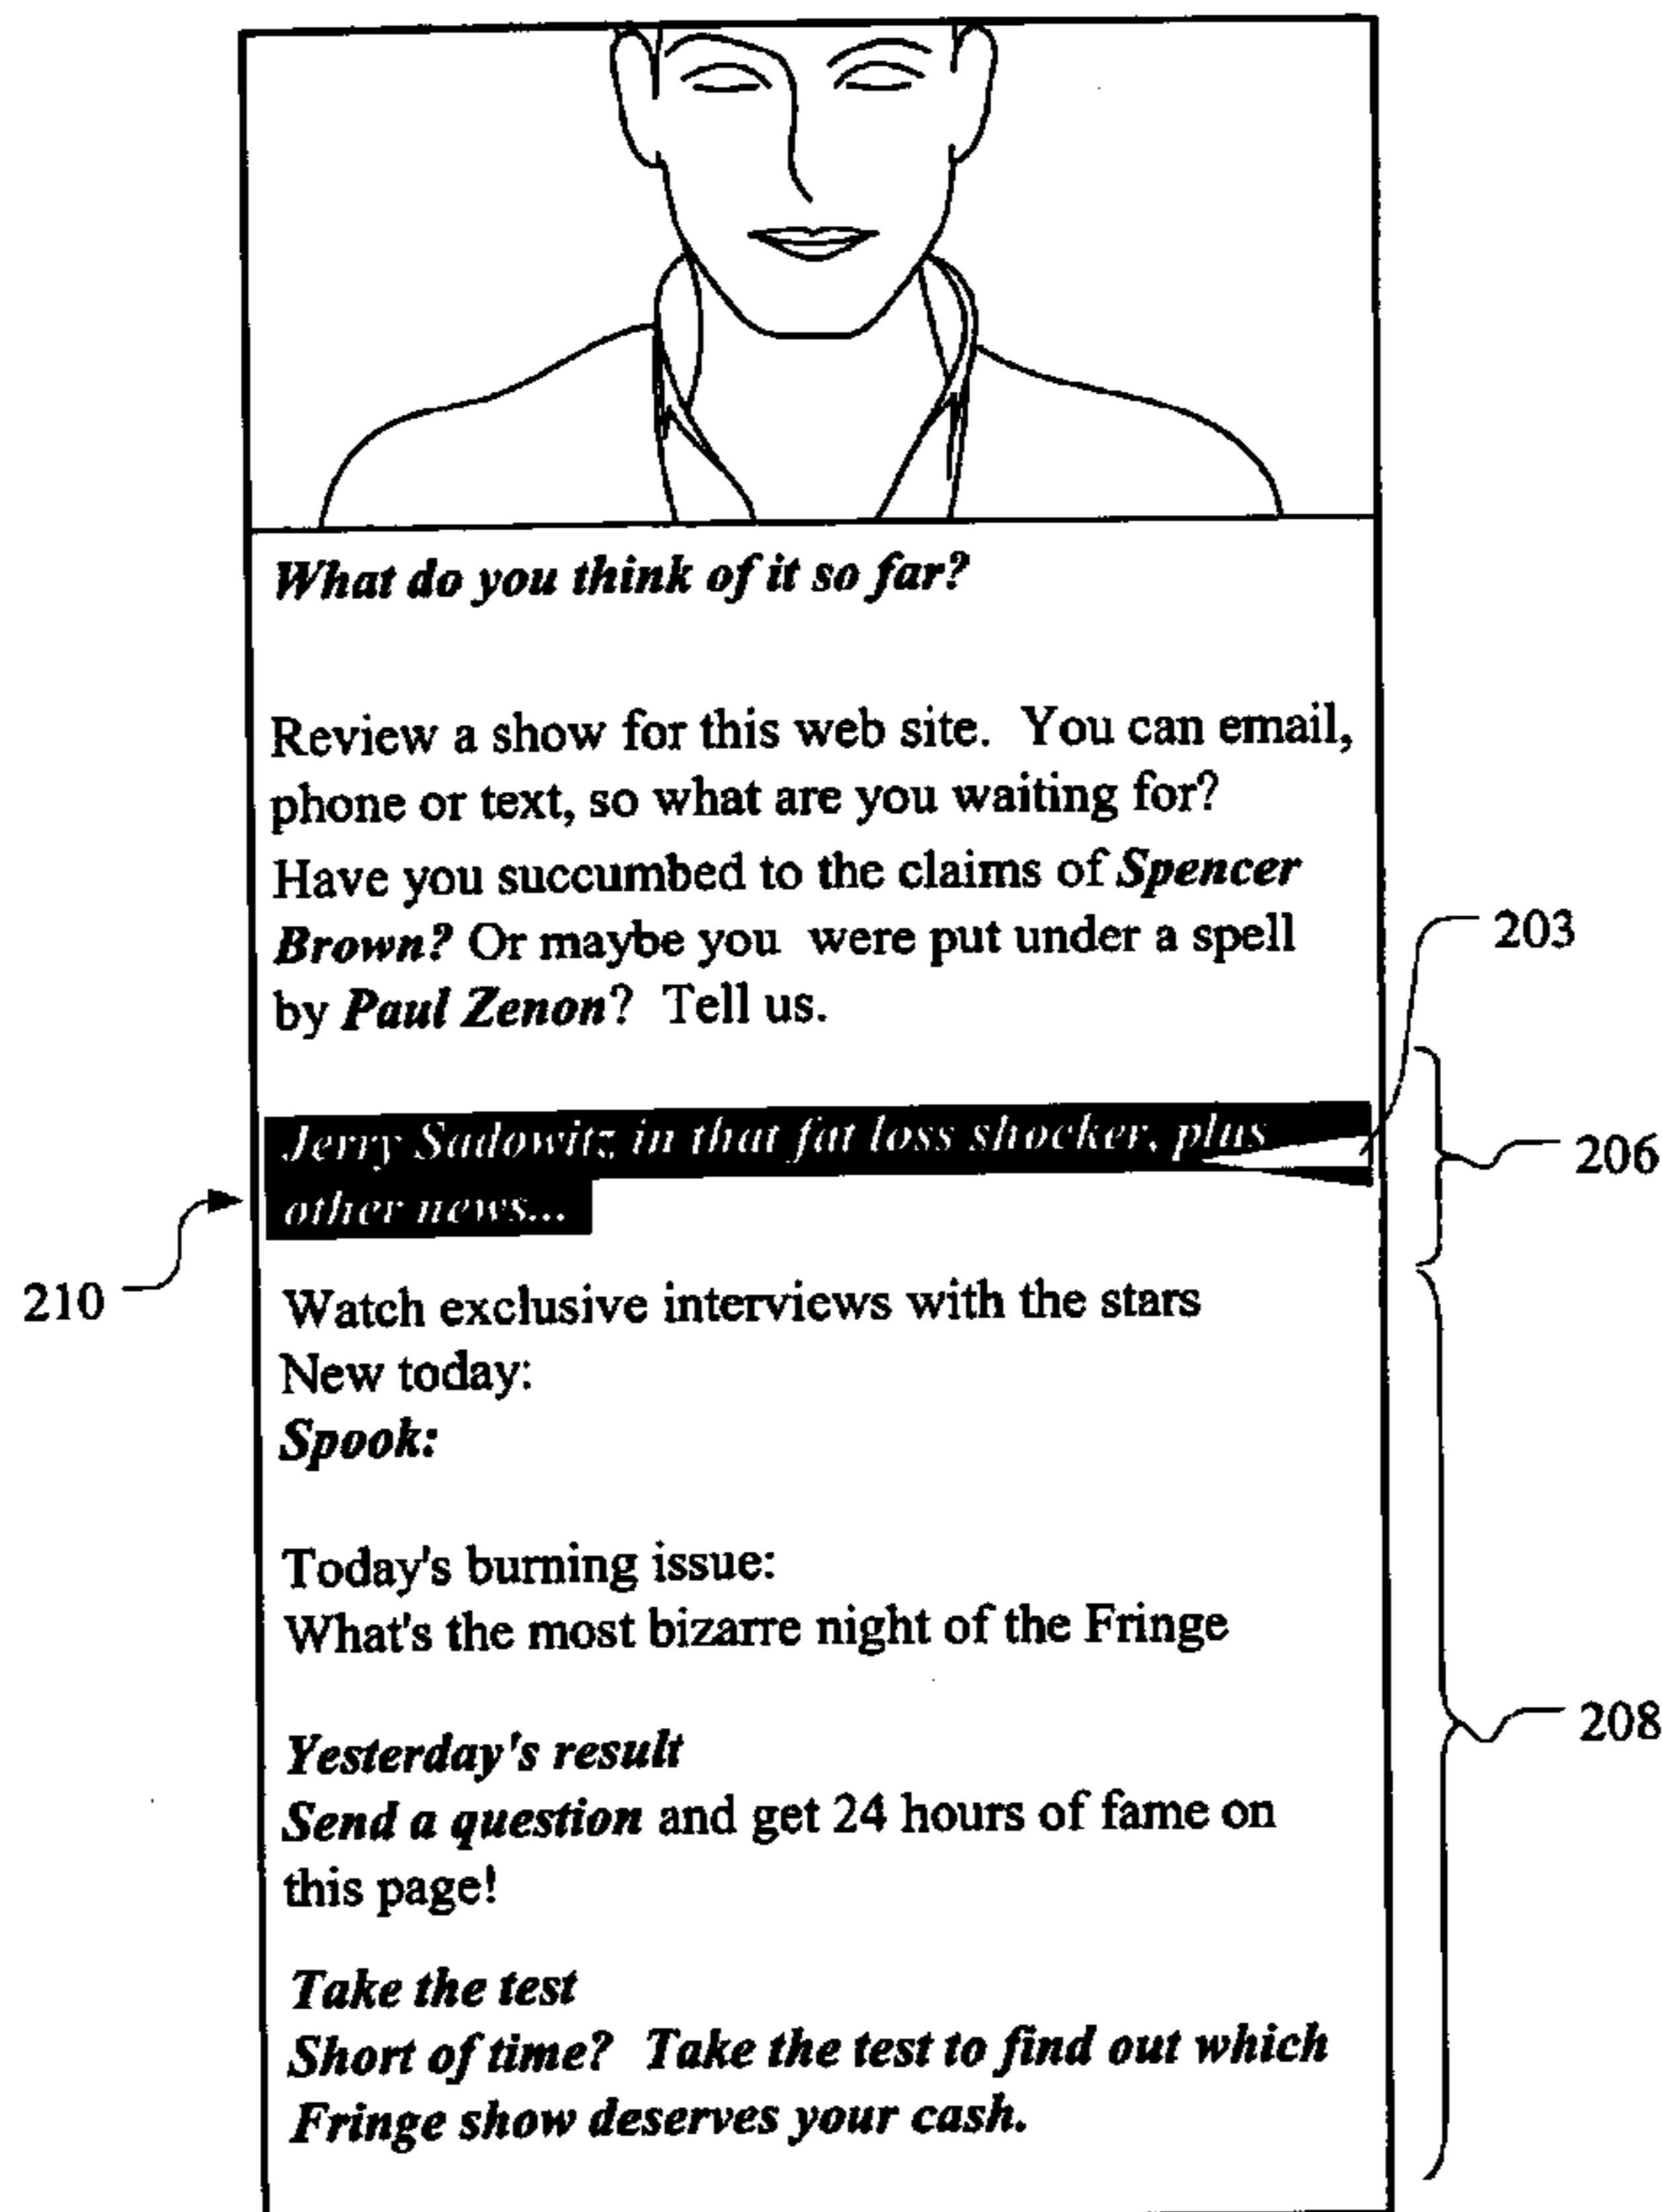 What do you think of it so far?
Review a show for this web site. You can email,
phone or text, so what are you waiting for?
Have you succumbed to the claims of Spencer
Brown? Or maybe you were put under a spell
by Paul Zenon? Tell us.
203
Jerry Sadowitz in that fat loss shocker, plus
other news...
206
210
Watch exclusive interviews with the stars
New today:
Spook:
Today's burning issue:
What's the most bizarre night of the Fringe
208
Yesterday's result
Send a question and get 24 hours of fame on
this page!
Take the test
Short of time? Take the test to find out which
Fringe show deserves your cash.